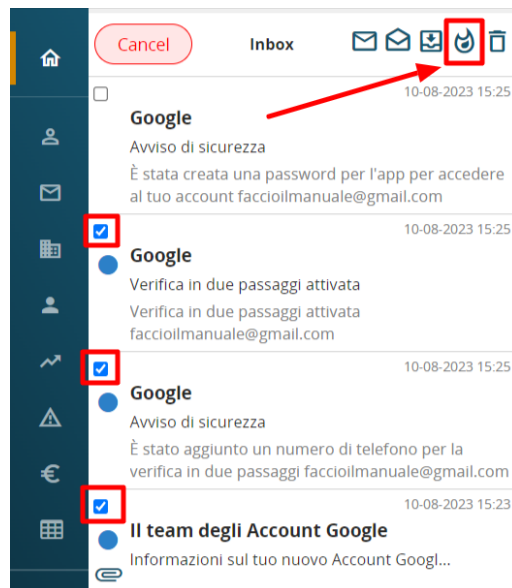 Cancel
Inbox
10-08-2023 15:25
Google
Avviso di sicurezza
È stata creata una password per l'app per accedere
al tuo account faccioilmanuale@gmail.com
10-08-2023 15:25
Google
Verifica in due passaggi attivata
Verifica in due passaggi attivata
faccioilmanuale@gmail.com
10-08-2023 15:25
Google
Avviso di sicurezza
È stato aggiunto un numero di telefono per la
verifica in due passaggi faccioilmanuale@gmail.com
10-08-2023 15:23
Il team degli Account Google
Informazioni sul tuo nuovo Account Googl...
€